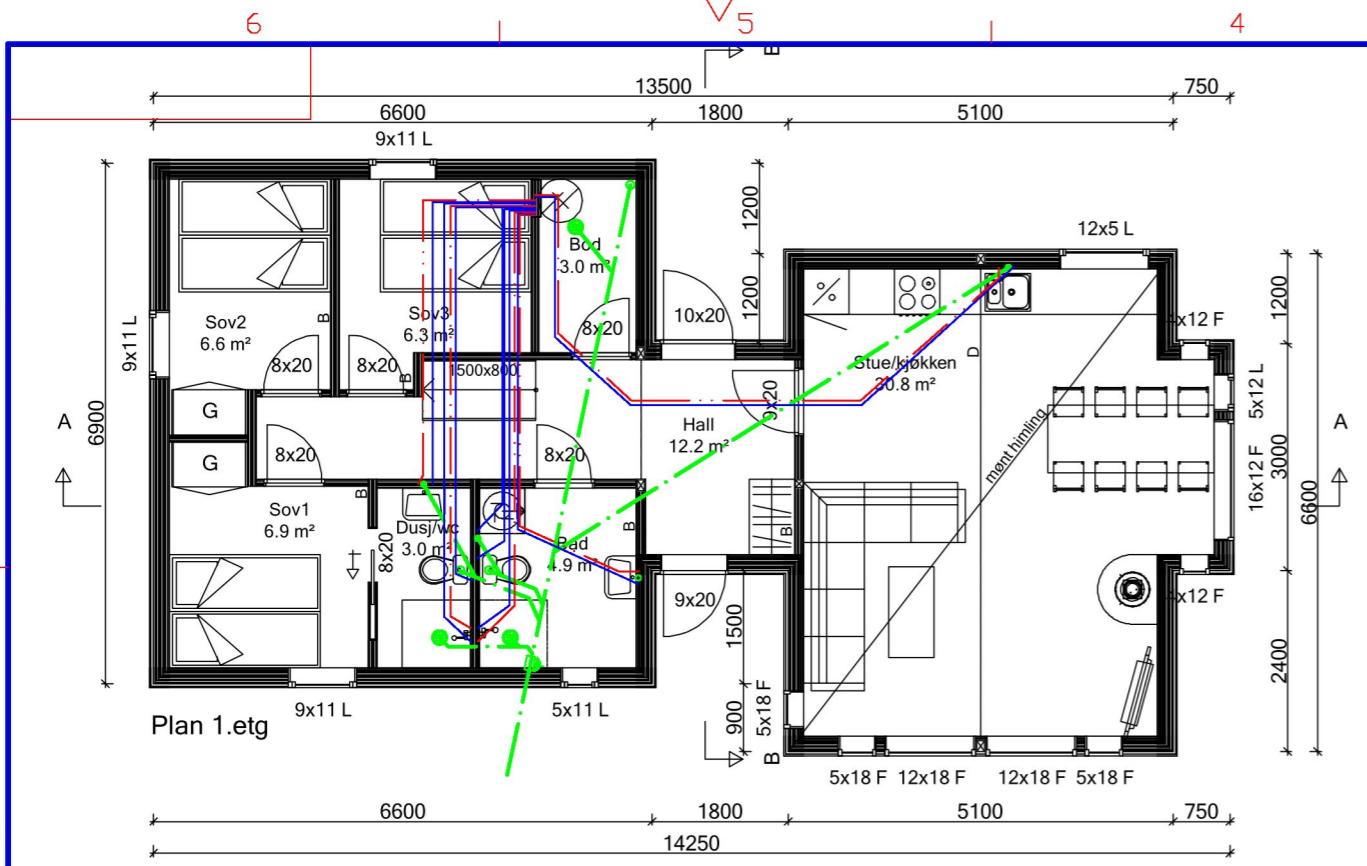 6 5 4
B
13500 750
6600 1800 5100
9x11 L
1200
12x5 L
Bod
3.0 m²
1200
1200
Sov2
6.6 m²
B
Sov3
6.3 m²
8x20
10x20
4x12 F
9x11 L
8x20
8x20
B
1500x800
Stue/kjøkken
30.8 m²
D
5x12 L
A
6900
G
9x20
Hall
12.2 m²
mønt himling
A
8x20
8x20
G
16x12 F
3000
6600
Sov1
6.9 m²
B
8x20
Dusj/wc
3.0 m²
Bad
4.9 m²
B
B
9x20
4x12 F
1500
2400
900
5x18 F
9x11 L
5x11 L
Plan 1.etg
B
5x18 F 12x18 F 12x18 F 5x18 F
6600 1800 5100 750
14250